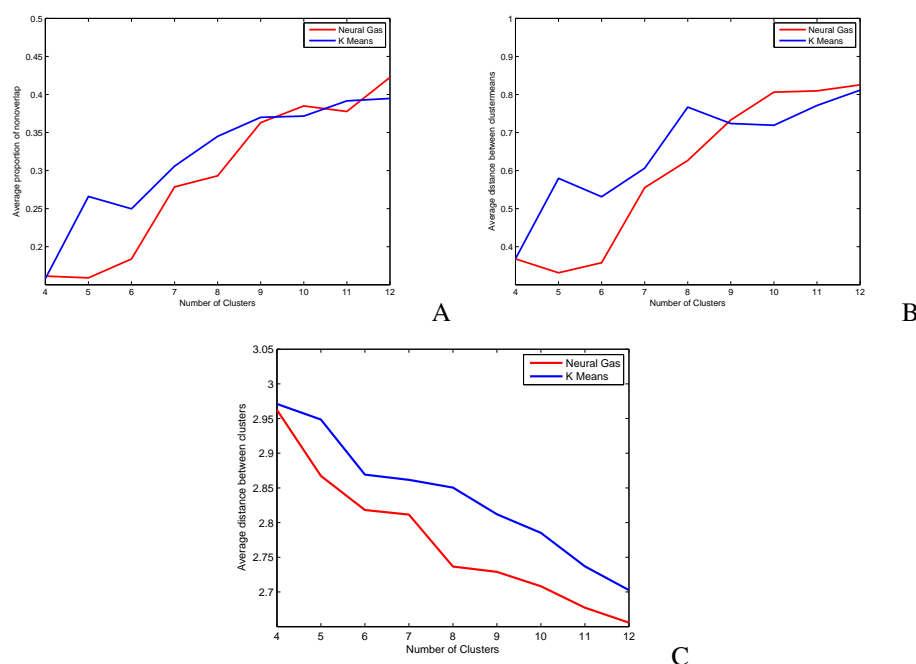 0.5
0.45
0.4
0.35
0.3
0.25
0.2
Average proportion of nonoverlap
Neural Gas
K Means
4 5 6 7 8 9 10 11 12
Number of Clusters
A
1
0.9
0.8
0.7
0.6
0.5
0.4
Average distance between clustermeans
Neural Gas
K Means
4 5 6 7 8 9 10 11 12
Number of Clusters
B
3.05
3
2.95
2.9
2.85
2.8
2.75
2.7
Average distance between clusters
Neural Gas
K Means
4 5 6 7 8 9 10 11 12
Number of Clusters
C